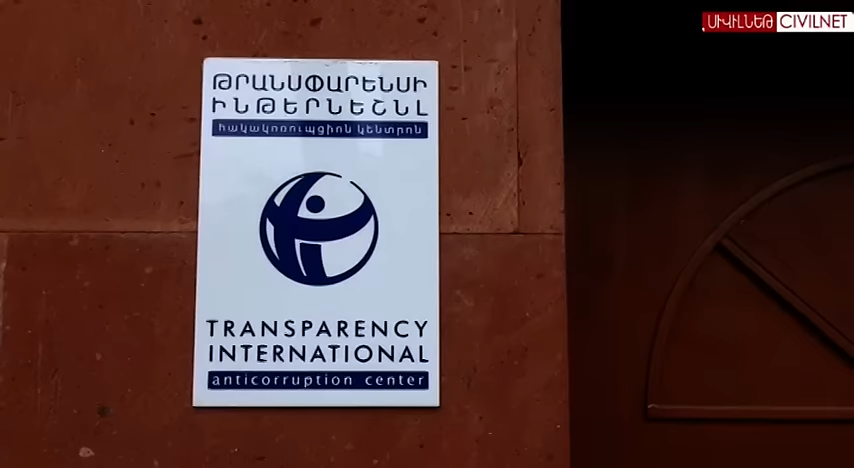 ՍԻՎԻԼՆԵԹ CIVILNET
ԹՐԱՆՍՓԱՐԵՆՍԻ
ԻՆԹԵՐՆԵՇՆԼ
հակակոռուպցիոն կենտրոն
TRANSPARENCY
INTERNATIONAL
anticorruption center